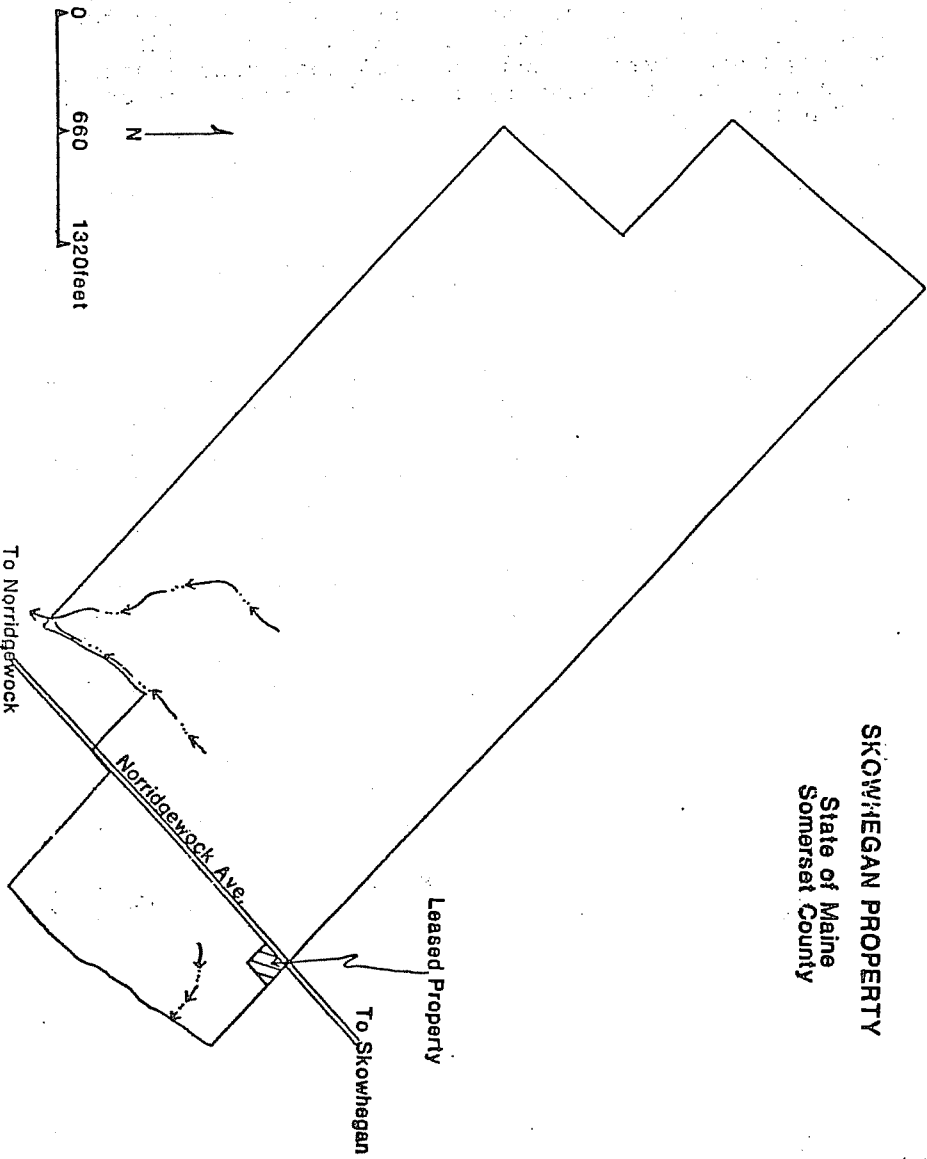 SKOWHEGAN PROPERTY
State of Maine
Somerset County
Leased Property
To Skowhegan
Norridgewock Ave.
To Norridgewock
N
0 660 1320feet